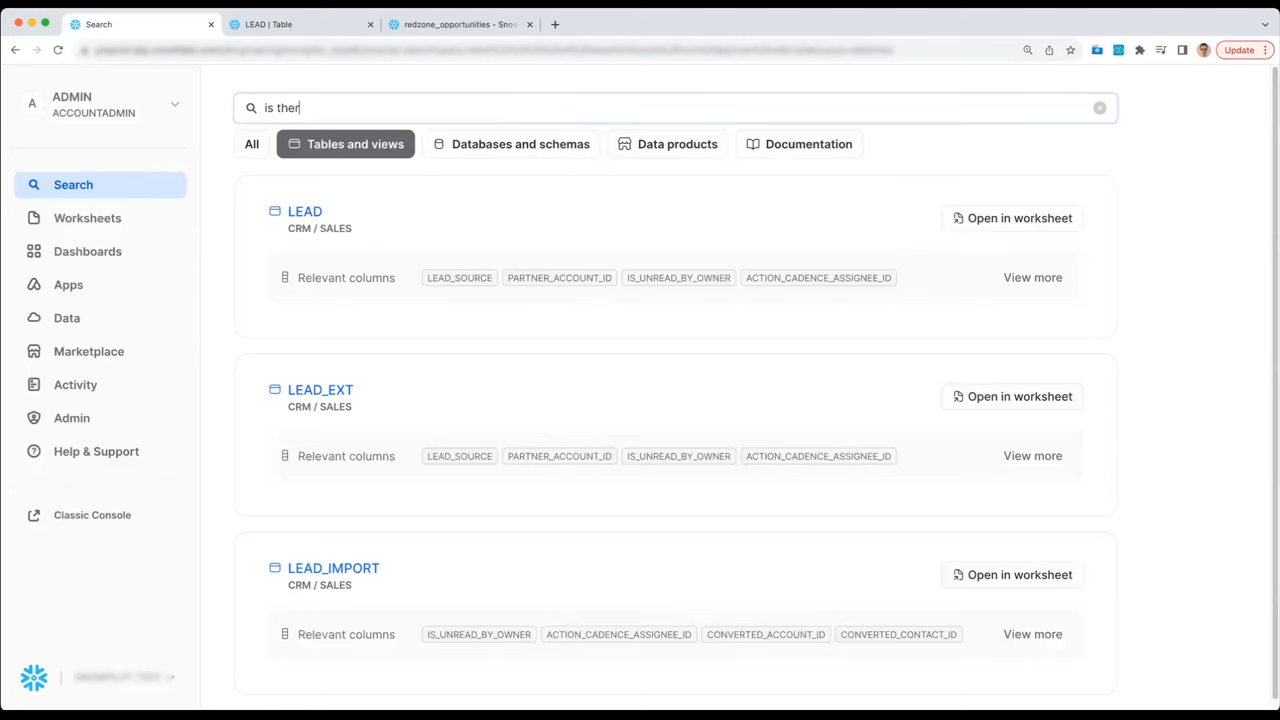 Search
LEAD | Table
redzone_opportunities - Snow
Update
A
ADMIN
ACCOUNTADMIN
is ther
All
Tables and views
Databases and schemas
Data products
Documentation
Search
Worksheets
Dashboards
Apps
Data
Marketplace
Activity
Admin
Help & Support
Classic Console
LEAD
CRM / SALES
Open in worksheet
Relevant columns LEAD_SOURCE PARTNER_ACCOUNT_ID IS_UNREAD_BY_OWNER ACTION_CADENCE_ASSIGNEE_ID View more
LEAD_EXT
CRM / SALES
Open in worksheet
Relevant columns LEAD_SOURCE PARTNER_ACCOUNT_ID IS_UNREAD_BY_OWNER ACTION_CADENCE_ASSIGNEE_ID View more
LEAD_IMPORT
CRM / SALES
Open in worksheet
Relevant columns IS_UNREAD_BY_OWNER ACTION_CADENCE_ASSIGNEE_ID CONVERTED_ACCOUNT_ID CONVERTED_CONTACT_ID View more